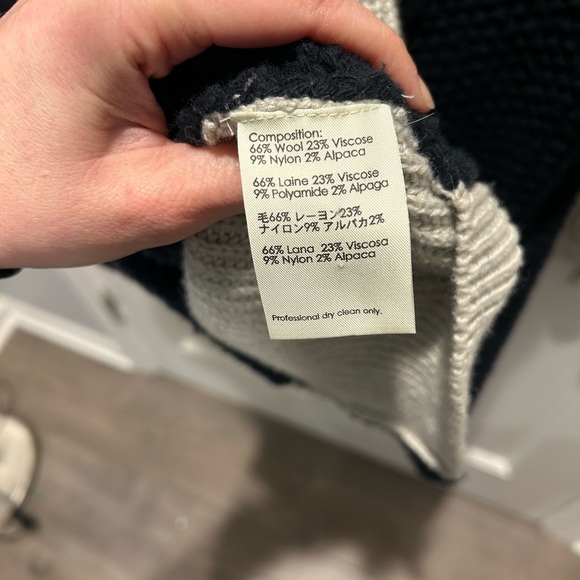 Composition:
66% Wool 23% Viscose
9% Nylon 2% Alpaca
66% Laine 23% Viscose
9% Polyamide 2% Alpaga
毛66% レーヨン23%
ナイロン9% アルパカ2%
66% Lana 23% Viscosa
9% Nylon 2% Alpaca
Professional dry clean only.